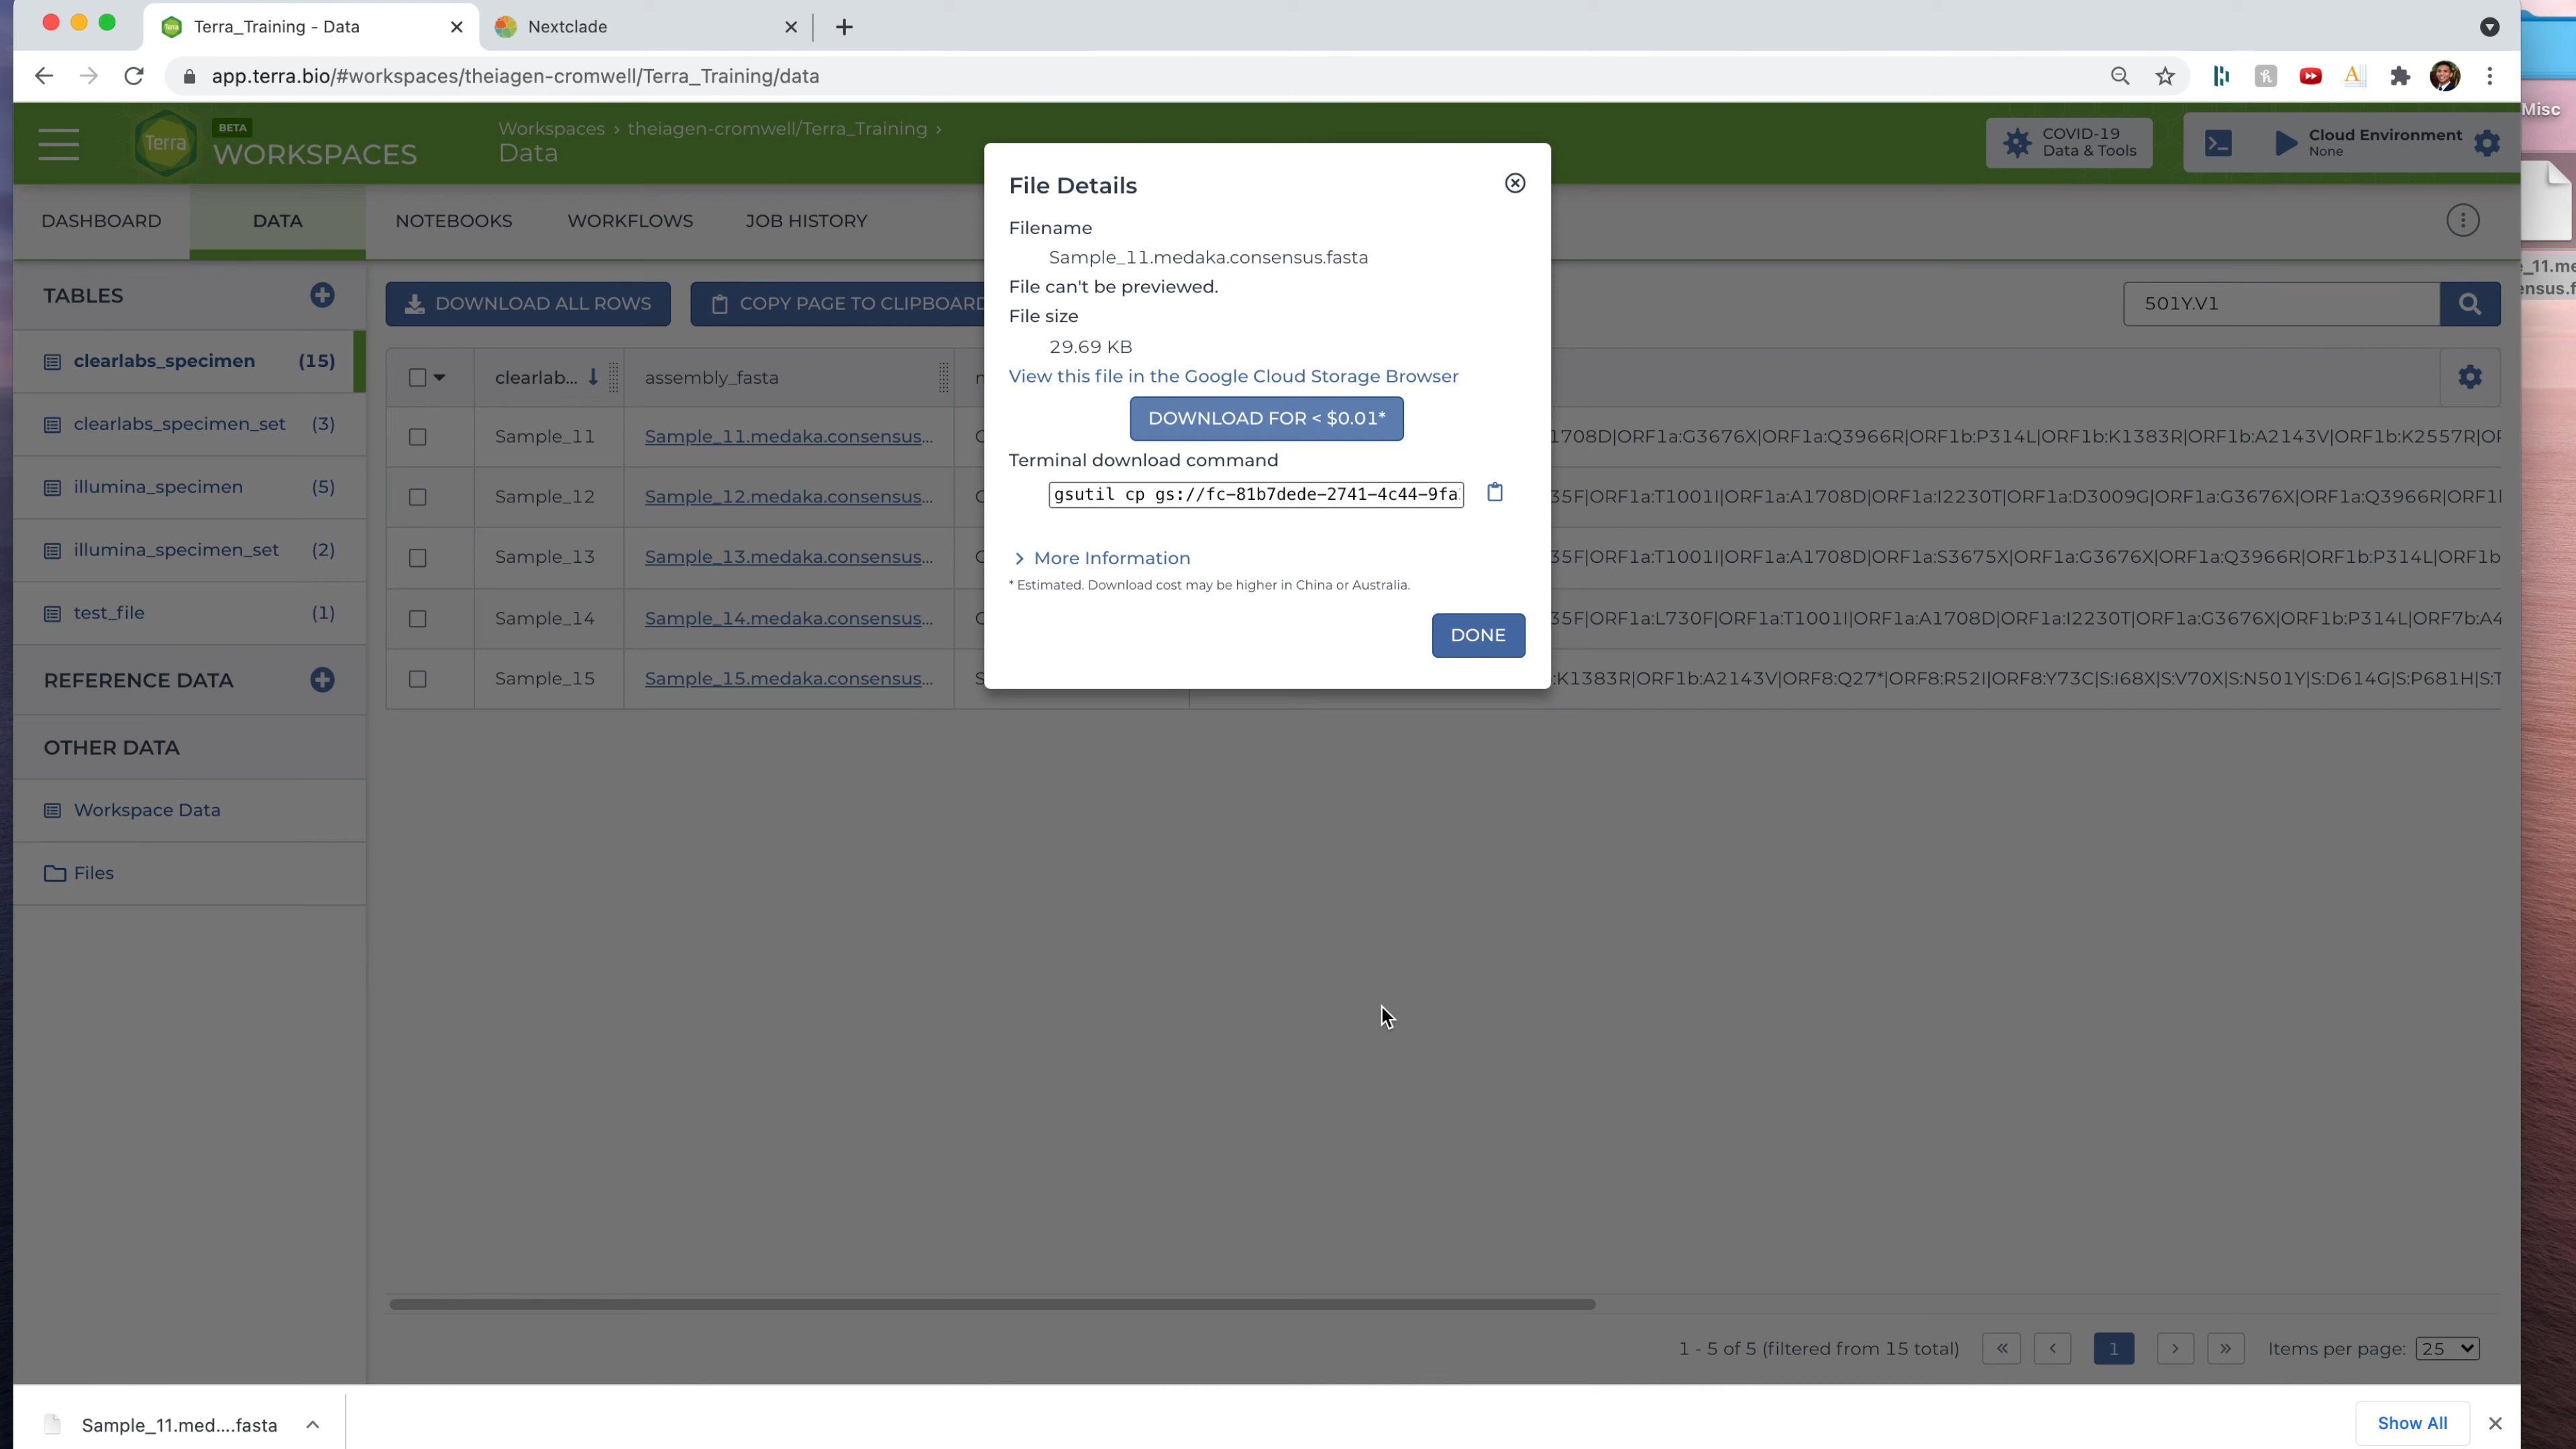 Terra_Training - Data
Nextclade
app.terra.bio/#workspaces/theiagen-cromwell/Terra_Training/data
Misc
Terra
BETA
WORKSPACES
Workspaces › theiagen-cromwell/Terra_Training ›
Data
COVID-19
Data & Tools
Cloud Environment
None
DASHBOARD
DATA
NOTEBOOKS
WORKFLOWS
JOB HISTORY
TABLES
clearlabs_specimen (15)
clearlabs_specimen_set (3)
illumina_specimen (5)
illumina_specimen_set (2)
test_file (1)
REFERENCE DATA
OTHER DATA
Workspace Data
Files
DOWNLOAD ALL ROWS
COPY PAGE TO CLIPBOARD
501Y.V1
clearlab...
assembly_fasta
Sample_11 Sample_11.medaka.consensus... 1708D|ORF1a:G3676X|ORF1a:Q3966R|ORF1b:P314L|ORF1b:K1383R|ORF1b:A2143V|ORF1b:K2557R|OR
Sample_12 Sample_12.medaka.consensus... 35F|ORF1a:T1001I|ORF1a:A1708D|ORF1a:I2230T|ORF1a:D3009G|ORF1a:G3676X|ORF1a:Q3966R|ORF1
Sample_13 Sample_13.medaka.consensus... 35F|ORF1a:T1001I|ORF1a:A1708D|ORF1a:S3675X|ORF1a:G3676X|ORF1a:Q3966R|ORF1b:P314L|ORF1b
Sample_14 Sample_14.medaka.consensus... 35F|ORF1a:L730F|ORF1a:T1001I|ORF1a:A1708D|ORF1a:I2230T|ORF1a:G3676X|ORF1b:P314L|ORF7b:A4
Sample_15 Sample_15.medaka.consensus... :K1383R|ORF1b:A2143V|ORF8:Q27*|ORF8:R52I|ORF8:Y73C|S:I68X|S:V70X|S:N501Y|S:D614G|S:P681H|S:T
File Details
Filename
Sample_11.medaka.consensus.fasta
File can't be previewed.
File size
29.69 KB
View this file in the Google Cloud Storage Browser
DOWNLOAD FOR < $0.01*
Terminal download command
gsutil cp gs://fc-81b7dede-2741-4c44-9fa
More Information
* Estimated. Download cost may be higher in China or Australia.
DONE
_11.me
ensus.f
1 - 5 of 5 (filtered from 15 total)
« ‹ 1 › »
Items per page: 25
Sample_11.med....fasta
Show All